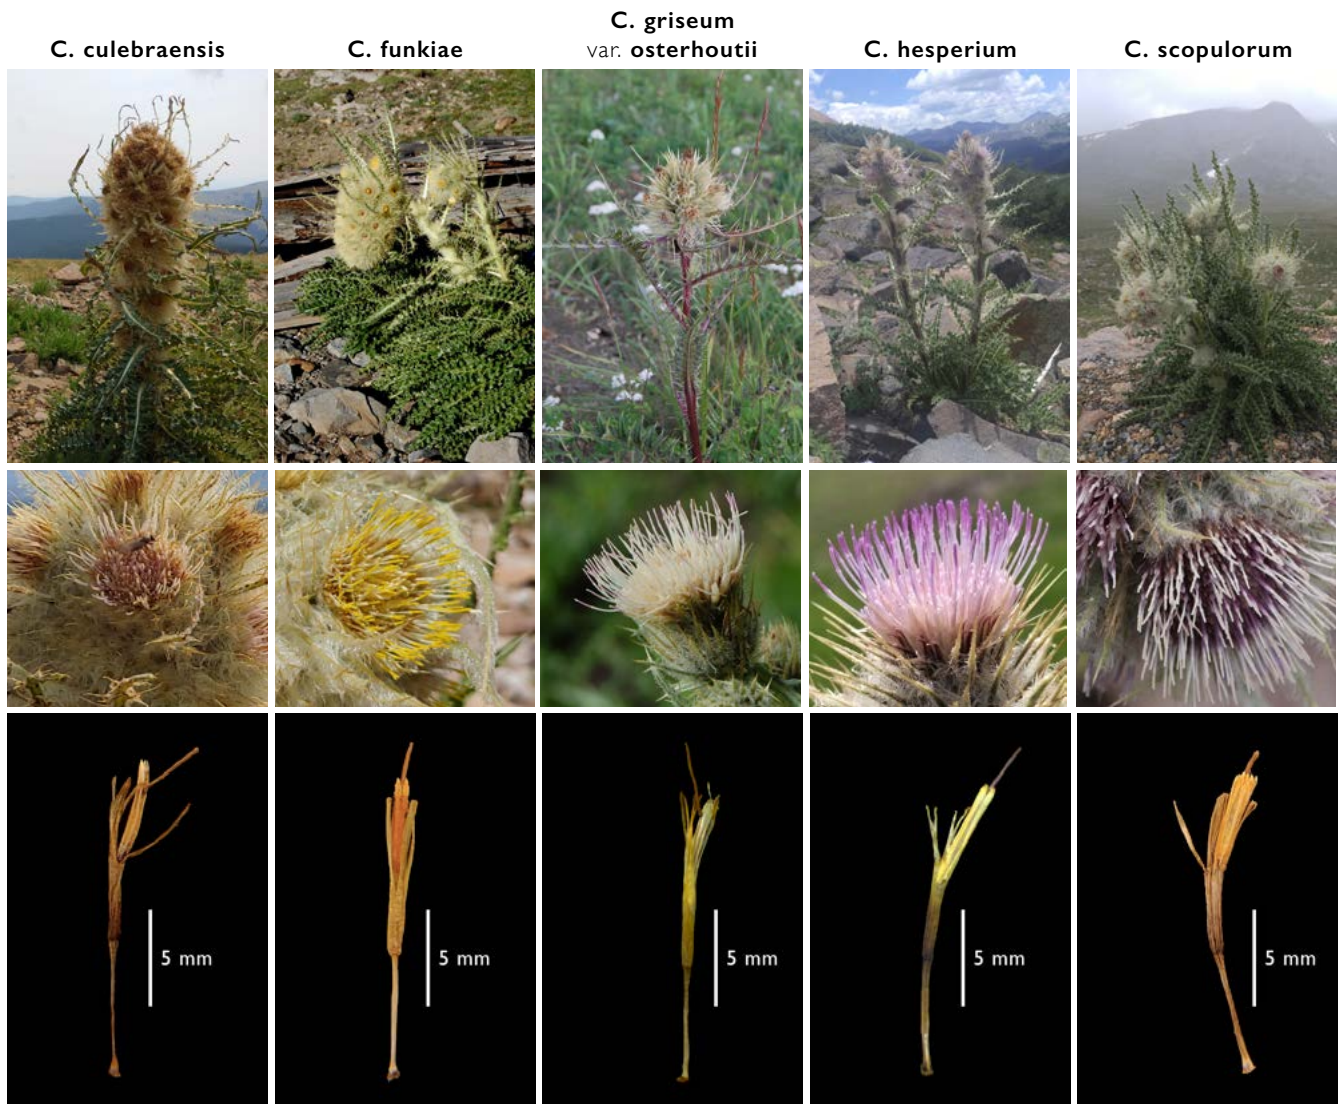 C. culebraensis
C. funkiae
C. griseum
var. osterhoutii
C. hesperium
C. scopulorum
5 mm
5 mm
5 mm
5 mm
5 mm